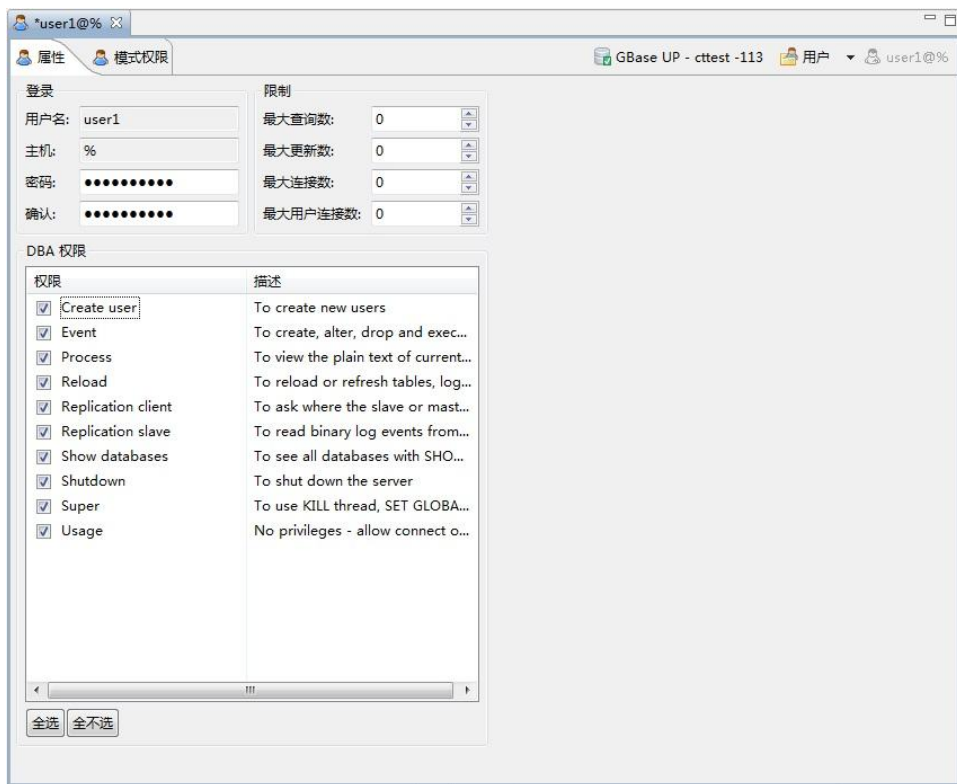 *user1@%
属性 模式权限 GBase UP - cttest -113 用户 user1@%
登录
用户名: user1
主机: %
密码: ●●●●●●●●●●
确认: ●●●●●●●●●●
限制
最大查询数: 0
最大更新数: 0
最大连接数: 0
最大用户连接数: 0
DBA 权限
权限 描述
Create user To create new users
Event To create, alter, drop and exec...
Process To view the plain text of current...
Reload To reload or refresh tables, log...
Replication client To ask where the slave or mast...
Replication slave To read binary log events from...
Show databases To see all databases with SHO...
Shutdown To shut down the server
Super To use KILL thread, SET GLOBA...
Usage No privileges - allow connect o...
全选 全不选